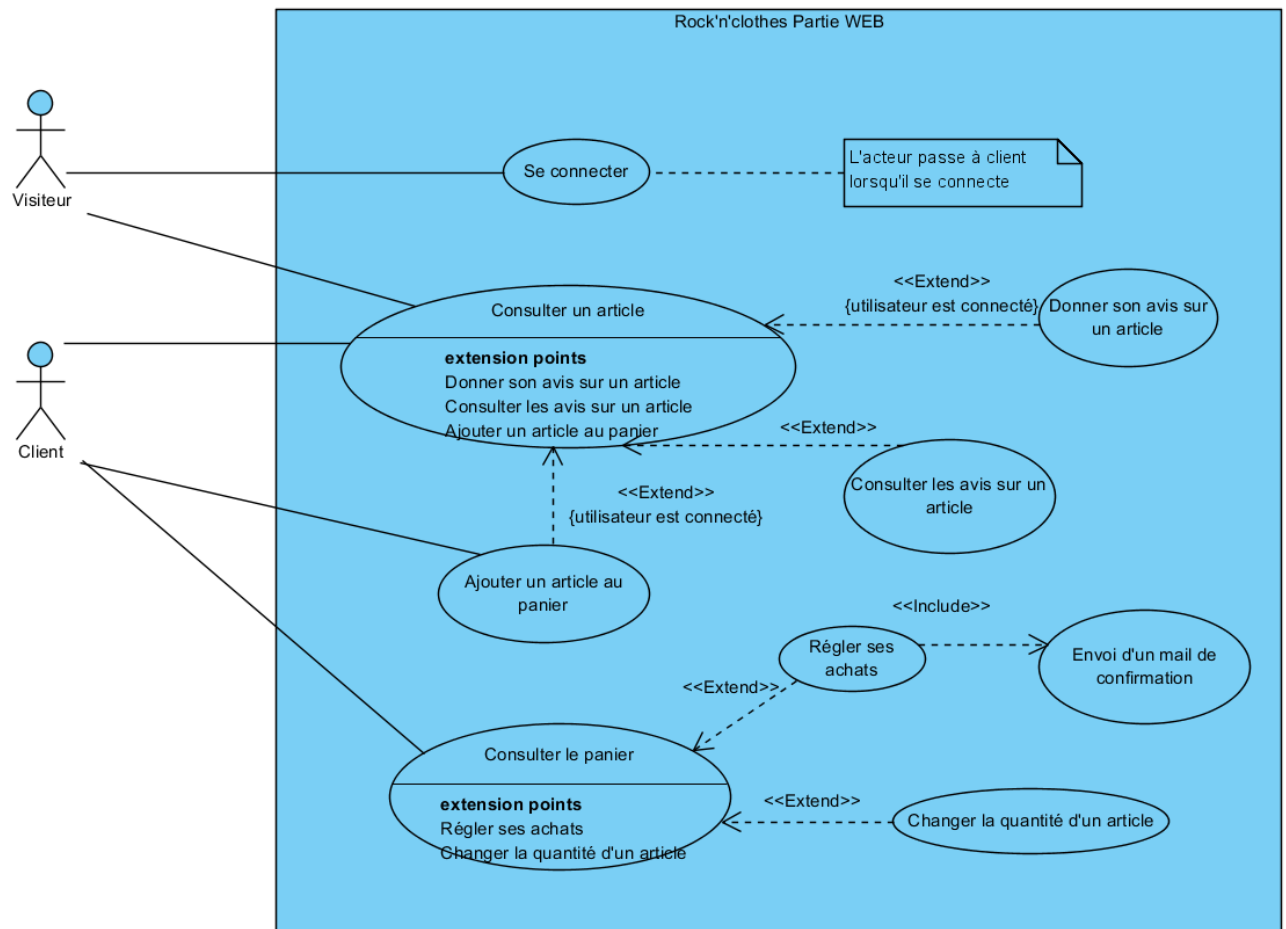 Rock'n'clothes Partie WEB
Visiteur
Se connecter
L'acteur passe à client
lorsqu'il se connecte
Consulter un article
extension points
Donner son avis sur un article
Consulter les avis sur un article
Ajouter un article au panier
<<Extend>>
{utilisateur est connecté}
Donner son avis sur
un article
Client
<<Extend>>
Consulter les avis sur un
article
<<Extend>>
{utilisateur est connecté}
Ajouter un article au
panier
<<Include>>
Régler ses
achats
Envoi d'un mail de
confirmation
<<Extend>>
Consulter le panier
extension points
Régler ses achats
Changer la quantité d'un article
<<Extend>>
Changer la quantité d'un article